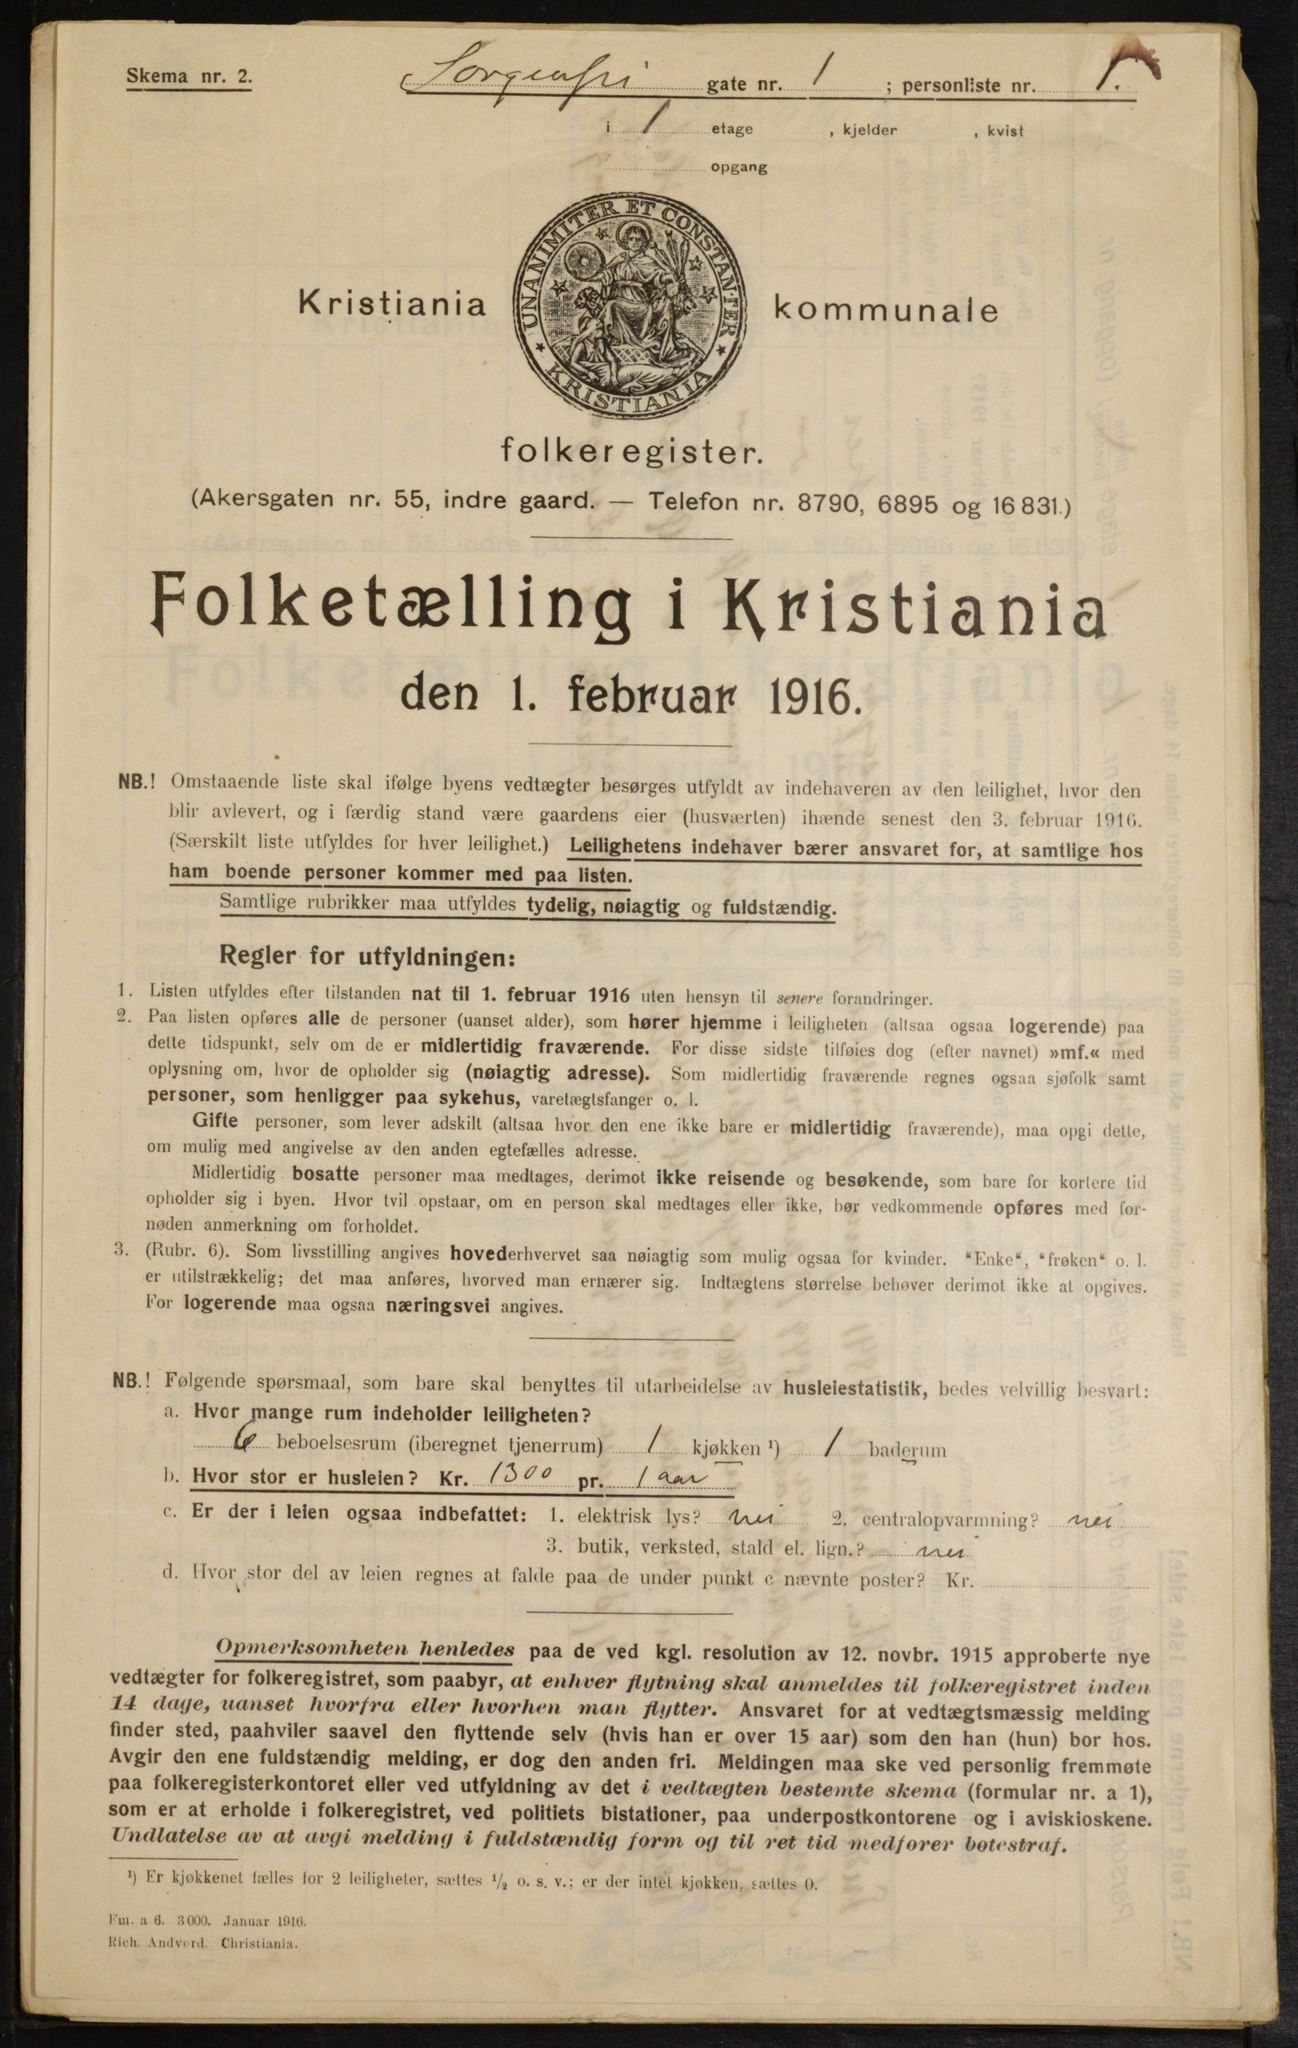 Skema nr. 2. Sorgenfri gate nr. 1 ; personliste nr. 1.
i 1 etage , kjelder , kvist
opgang
UNANIMITER ET CONSTANTER
KRISTIANIA
Kristiania kommunale
folkeregister.
(Akersgaten nr. 55, indre gaard. — Telefon nr. 8790, 6895 og 16 831.)
Folketælling i Kristiania
den 1. februar 1916.
NB.! Omstaaende liste skal ifølge byens vedtægter besørges utfyldt av indehaveren av den leilighet, hvor den
blir avlevert, og i færdig stand være gaardens eier (husværten) ihænde senest den 3. februar 1916.
(Særskilt liste utfyldes for hver leilighet.) Leilighetens indehaver bærer ansvaret for, at samtlige hos
ham boende personer kommer med paa listen.
Samtlige rubrikker maa utfyldes tydelig, nøiagtig og fuldstændig.
Regler for utfyldningen:
1. Listen utfyldes efter tilstanden nat til 1. februar 1916 uten hensyn til senere forandringer.
2. Paa listen opføres alle de personer (uanset alder), som hører hjemme i leiligheten (altsaa ogsaa logerende) paa
dette tidspunkt, selv om de er midlertidig fraværende. For disse sidste tilføies dog (efter navnet) »mf.« med
oplysning om, hvor de opholder sig (nøiagtig adresse). Som midlertidig fraværende regnes ogsaa sjøfolk samt
personer, som henligger paa sykehus, varetægtsfanger o. l.
Gifte personer, som lever adskilt (altsaa hvor den ene ikke bare er midlertidig fraværende), maa opgi dette,
om mulig med angivelse av den anden egtefælles adresse.
Midlertidig bosatte personer maa medtages, derimot ikke reisende og besøkende, som bare for kortere tid
opholder sig i byen. Hvor tvil opstaar, om en person skal medtages eller ikke, bør vedkommende opføres med for-
nøden anmerkning om forholdet.
3. (Rubr. 6). Som livsstilling angives hovederhvervet saa nøiagtig som mulig ogsaa for kvinder. "Enke", "frøken" o. l.
er utilstrækkelig; det maa anføres, hvorved man ernærer sig. Indtægtens størrelse behøver derimot ikke at opgives.
For logerende maa ogsaa næringsvei angives.
NB.! Følgende spørsmaal, som bare skal benyttes til utarbeidelse av husleiestatistik, bedes velvillig besvart:
a. Hvor mange rum indeholder leiligheten?
6 beboelsesrum (iberegnet tjenerrum) 1 kjøkken ¹) 1 baderum
b. Hvor stor er husleien? Kr. 1300 pr. 1 aar
c. Er der i leien ogsaa indbefattet: 1. elektrisk lys? nei 2. centralopvarmning? nei
3. butik, verksted, stald el. lign.? nei
d. Hvor stor del av leien regnes at falde paa de under punkt c nævnte poster? Kr.
Opmerksomheten henledes paa de ved kgl. resolution av 12. novbr. 1915 approberte nye
vedtægter for folkeregistret, som paabyr, at enhver flytning skal anmeldes til folkeregistret inden
14 dage, uanset hvorfra eller hvorhen man flytter. Ansvaret for at vedtægtsmæssig melding
finder sted, paahviler saavel den flyttende selv (hvis han er over 15 aar) som den han (hun) bor hos.
Avgir den ene fuldstændig melding, er dog den anden fri. Meldingen maa ske ved personlig fremmøte
paa folkeregisterkontoret eller ved utfyldning av det i vedtægten bestemte skema (formular nr. a 1),
som er at erholde i folkeregistret, ved politiets bistationer, paa underpostkontorene og i aviskioskene.
Undlatelse av at avgi melding i fuldstændig form og til ret tid medfører bøtestraf.
¹) Er kjøkkenet fælles for 2 leiligheter, sættes ½ o. s. v.; er der intet kjøkken, sættes 0.
Fm. a 6. 3000. Januar 1916.
Rich. Andvord. Christiania.